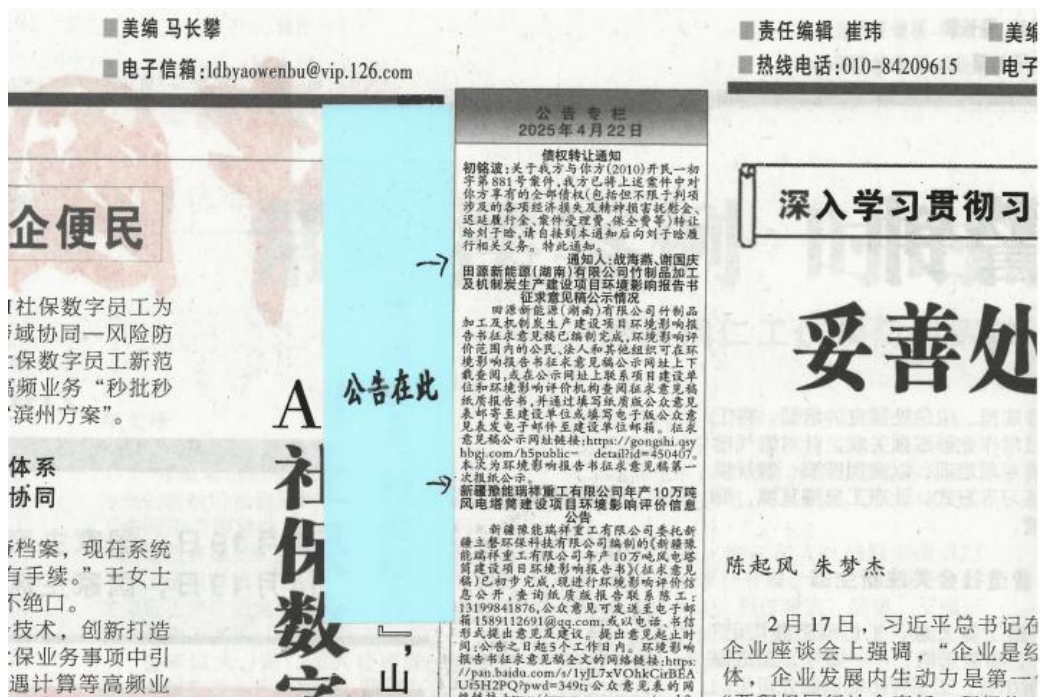 ■美编 马长攀
■电子信箱:ldbyaowenbu@vip.126.com
企便民
社保数字员工为
域协同—风险防
保数字员工新范
高频业务“秒批秒
滨州方案”。
体系
协同
档案，现在系统
有手续。”王女士
不绝口。
技术，创新打造
保业务事项中引
遇计算等高频业
A
社
保
数
字
”，
山
公告在此
公告专栏
2025年4月22日
债权转让通知
初铭波:关于我方与你方(2010)开民一初
字第881号案件,我方已将上述案件中对
你方享有的全部债权(包括但不限于判项
涉及的各项经济损失及精神损害抚慰金、
迟延履行金、案件受理费、保全费等)转让
给刘子晗,请自接到本通知后向刘子晗履
行相关义务。特此通知。
通知人:战海燕、谢国庆
田源新能源(湖南)有限公司竹制品加工
及机制炭生产建设项目环境影响报告书
征求意见稿公示情况
田源新能源(湖南)有限公司竹制品
加工及机制炭生产建设项目环境影响报
告书征求意见稿已编制完成,环境影响评
价范围内的公民、法人和其他组织可在环
境影响报告书征求意见稿公示网址上下
载查阅,或在公示网址上联系项目建设单
位和环境影响评价机构查阅征求意见稿
纸质报告书,并通过填写纸质版公众意见
表邮寄至建设单位或填写电子版公众意
见表发电子邮件至建设单位邮箱。征求
意见稿公示网址链接:https://gongshi.qsy
hbgj.com/h5public- detail?id=450407。
本次为环境影响报告书征求意见稿第一
次报纸公示。
新疆豫能瑞祥重工有限公司年产10万吨
风电塔筒建设项目环境影响评价信息
公告
新疆豫能瑞祥重工有限公司委托新
疆立磐环保科技有限公司编制的《新疆豫
能瑞祥重工有限公司年产10万吨风电塔
筒建设项目环境影响报告书》(征求意见
稿)已初步完成,现进行环境影响评价信
息公开,查询纸质版报告联系陈工:
13199841876,公众意见可发送至电子邮
箱1589112691@qq.com,或以电话、书信
形式提出意见及建议。提出意见起止时
间:公告之日起5个工作日内。环境影响
报告书征求意见稿全文的网络链接:https:
//pan.baidu.com/s/1yJL7xVOhkCirBEA
Ut5H2PQ?pwd=349t;公众意见表的网
■责任编辑 崔玮
■热线电话:010-84209615
■美编
■电子
深入学习贯彻习
妥善处
陈起风 朱梦杰
2月17日，习近平总书记在
企业座谈会上强调，“企业是经
体，企业发展内生动力是第一